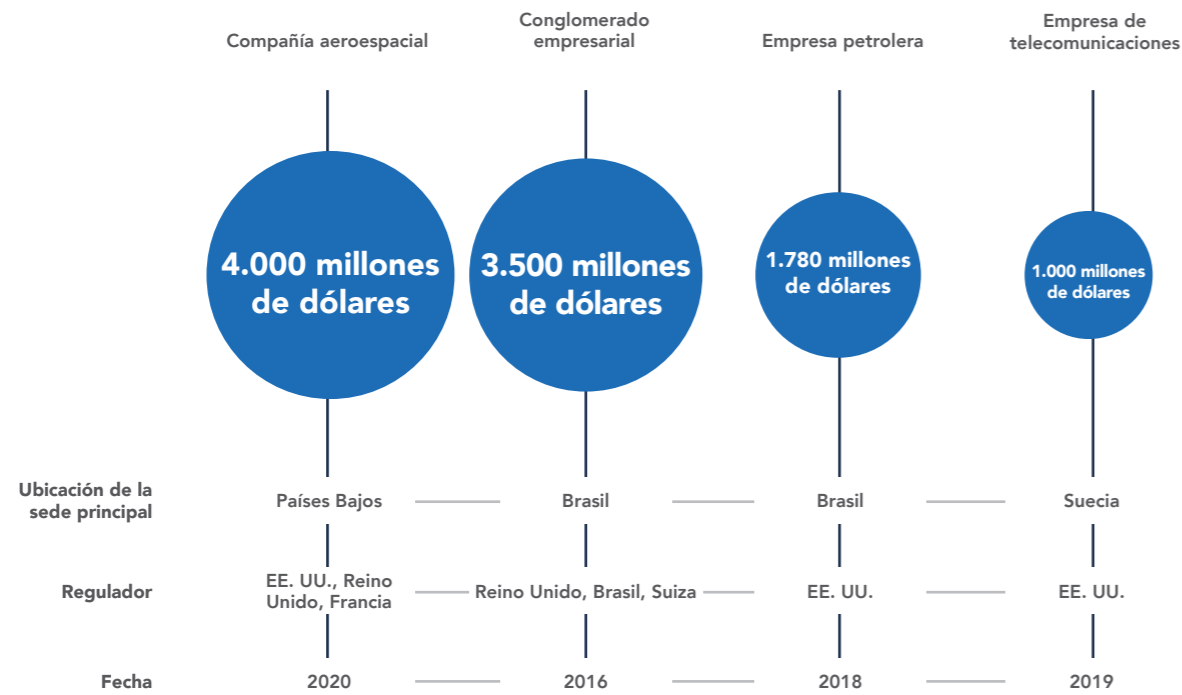 Compañía aeroespacial
Conglomerado
empresarial
Empresa petrolera
Empresa de
telecomunicaciones
4.000 millones
de dólares
3.500 millones
de dólares
1.780 millones
de dólares
1.000 millones
de dólares
Ubicación de la
sede principal
Países Bajos
Brasil
Brasil
Suecia
Regulador
EE. UU., Reino
Unido, Francia
Reino Unido, Brasil, Suiza
EE. UU.
EE. UU.
Fecha
2020
2016
2018
2019